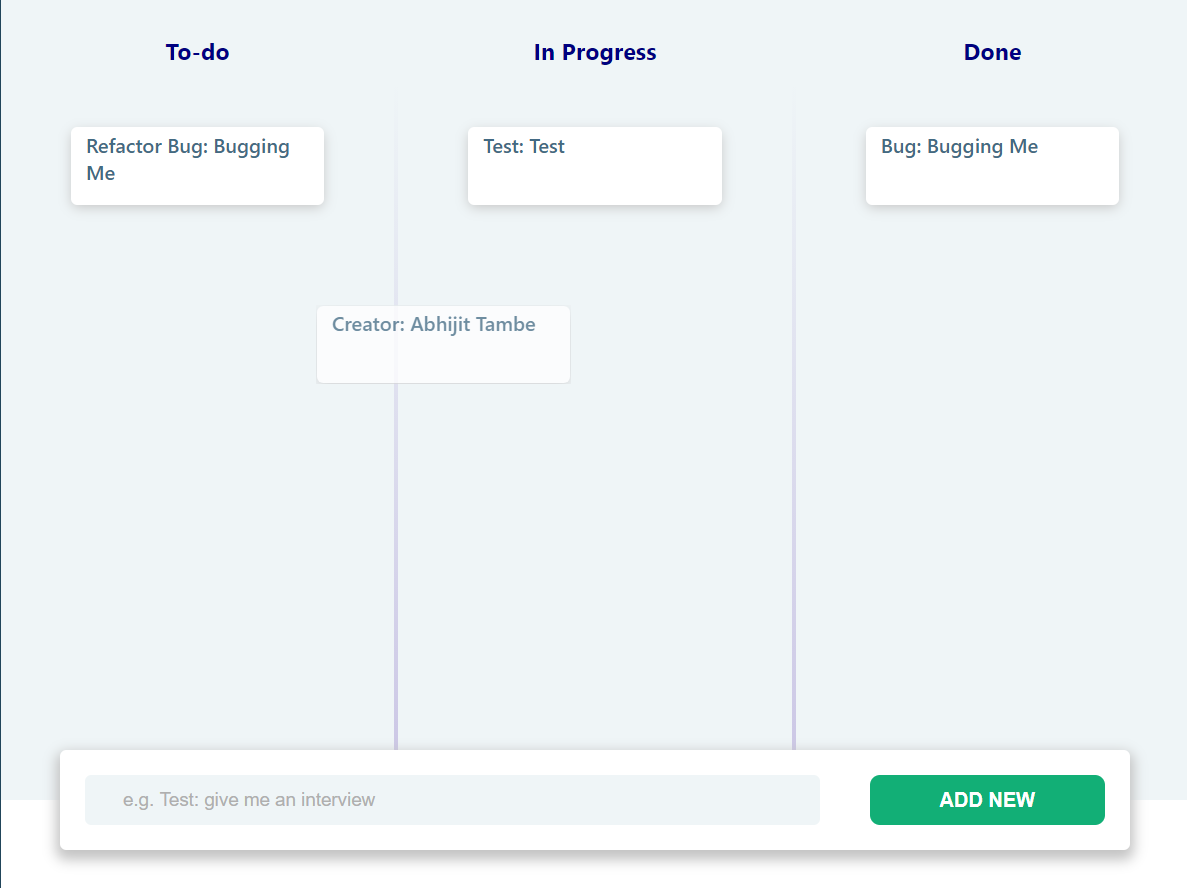 To-do
In Progress
Done
Refactor Bug: Bugging
Me
Test: Test
Bug: Bugging Me
Creator: Abhijit Tambe
e.g. Test: give me an interview
ADD NEW